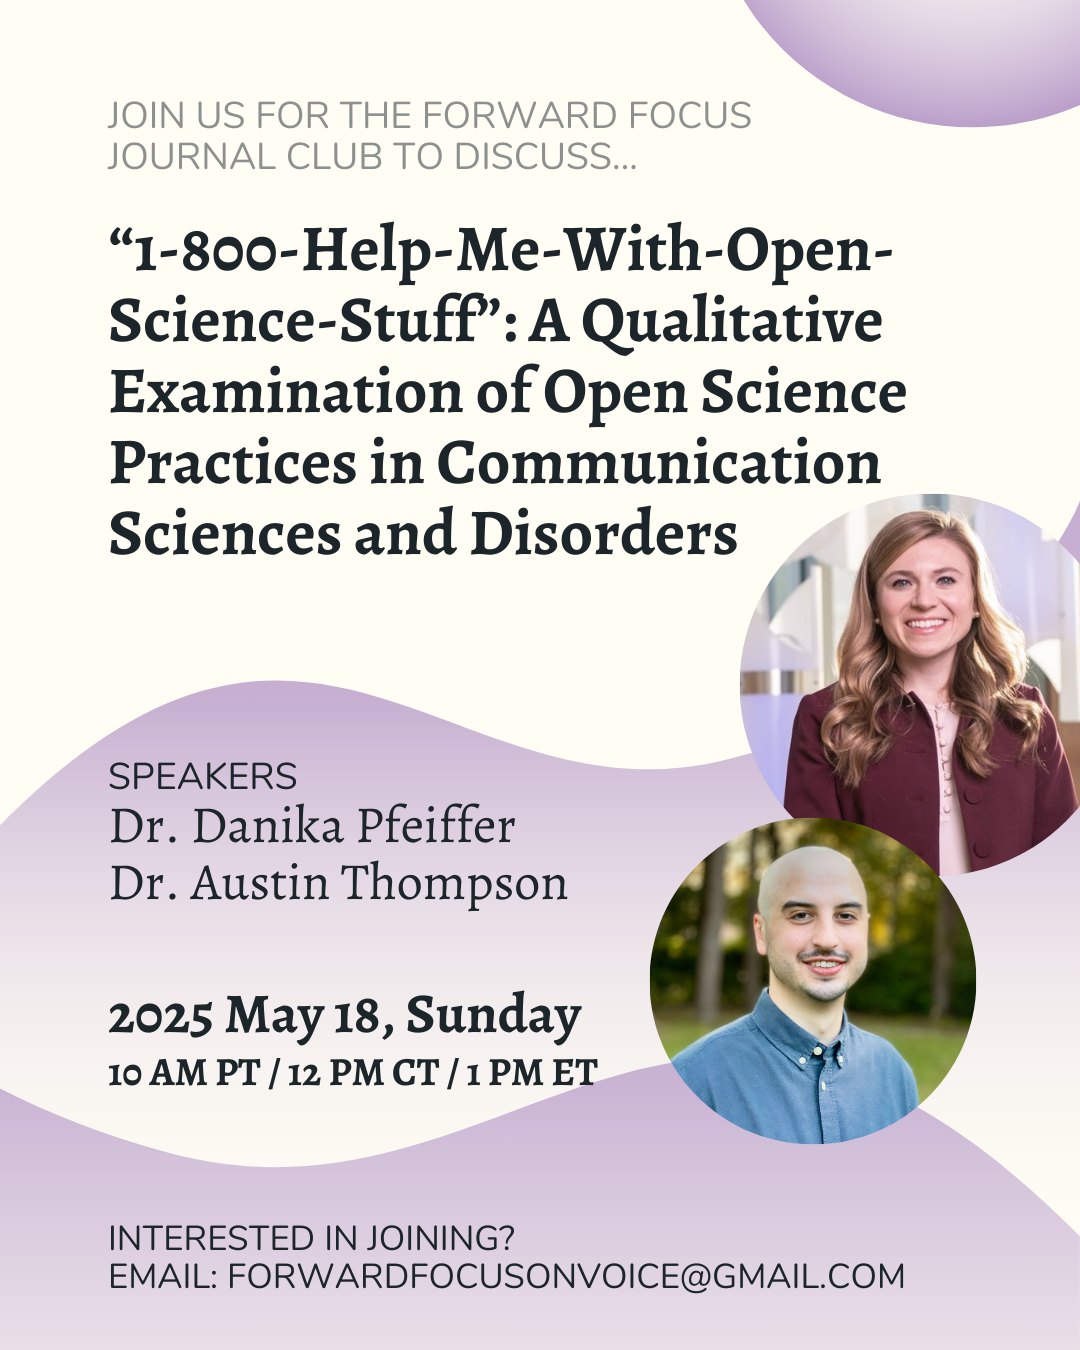 JOIN US FOR THE FORWARD FOCUS
JOURNAL CLUB TO DISCUSS...
“1-800-Help-Me-With-Open-
Science-Stuff”: A Qualitative
Examination of Open Science
Practices in Communication
Sciences and Disorders
SPEAKERS
Dr. Danika Pfeiffer
Dr. Austin Thompson
2025 May 18, Sunday
10 AM PT / 12 PM CT / 1 PM ET
INTERESTED IN JOINING?
EMAIL: FORWARDFOCUSONVOICE@GMAIL.COM